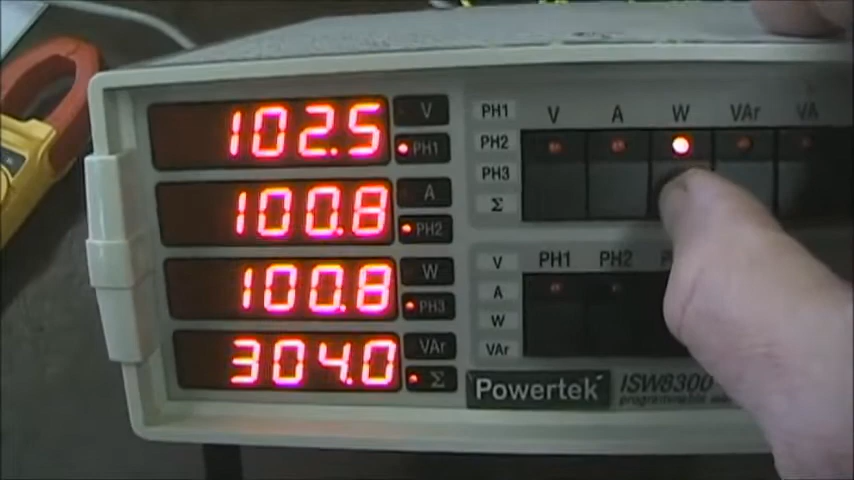 102.5 V PH1
100.8 A PH2
100.8 W PH3
304.0 VAr Σ
PH1 PH2 PH3 Σ
V A W VAr VA
V A W VAr
PH1 PH2
Powertek ISW8300
programmable